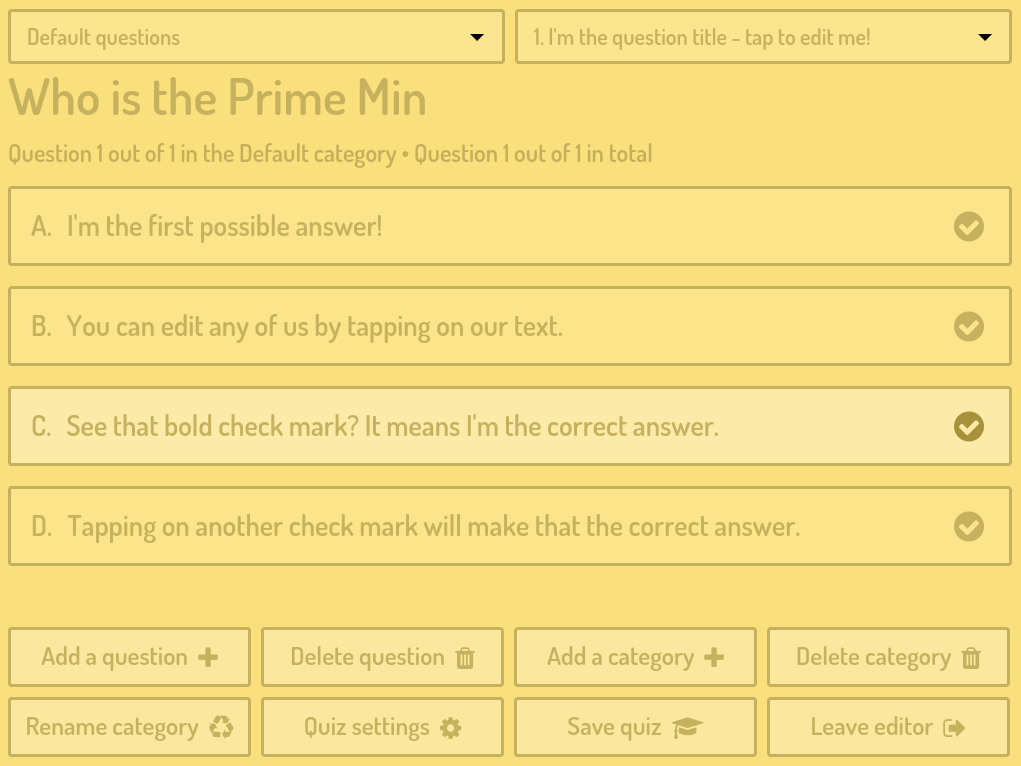 Default questions
1. I'm the question title - tap to edit me!
Who is the Prime Min
Question 1 out of 1 in the Default category • Question 1 out of 1 in total
A. I'm the first possible answer!
B. You can edit any of us by tapping on our text.
C. See that bold check mark? It means I'm the correct answer.
D. Tapping on another check mark will make that the correct answer.
Add a question
Delete question
Add a category
Delete category
Rename category
Quiz settings
Save quiz
Leave editor